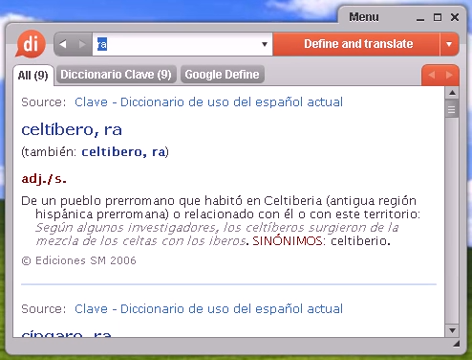 Menu
di
ra
Define and translate
All (9)
Diccionario Clave (9)
Google Define
Source: Clave - Diccionario de uso del español actual
celtíbero, ra
(también: celtibero, ra)
adj./s.
De un pueblo prerromano que habitó en Celtiberia (antigua región
hispánica prerromana) o relacionado con él o con este territorio:
Según algunos investigadores, los celtíberos surgieron de la
mezcla de los celtas con los iberos. SINÓNIMOS: celtiberio.
© Ediciones SM 2006
Source: Clave - Diccionario de uso del español actual
cíngaro, ra